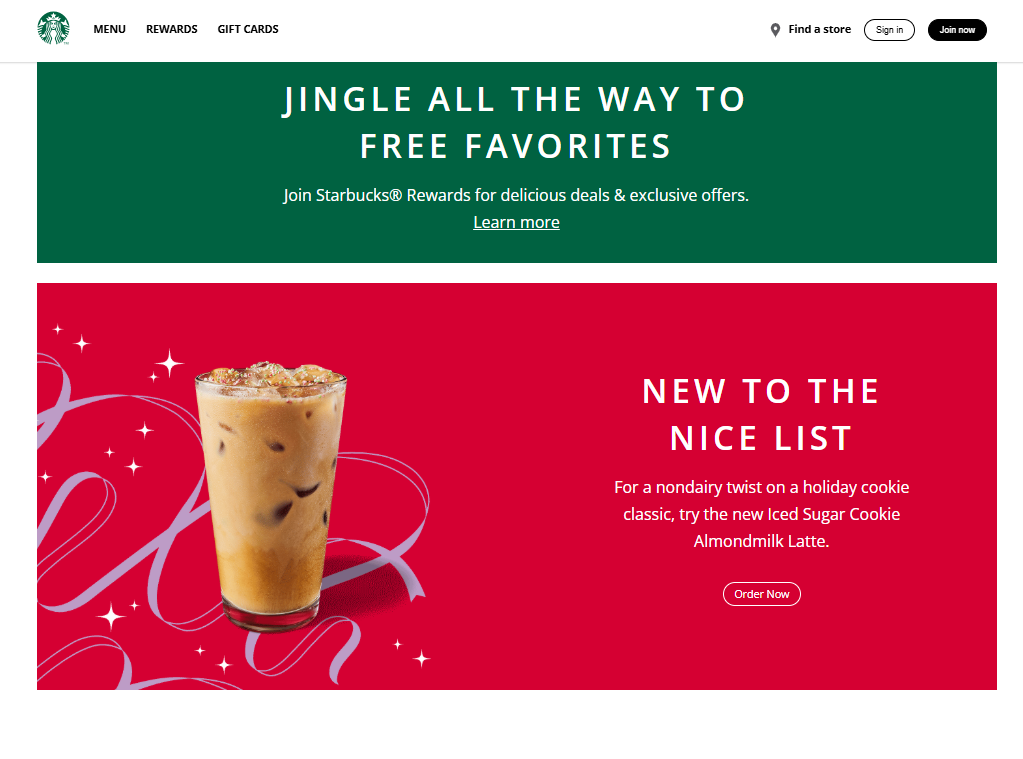 MENU REWARDS GIFT CARDS Find a store Sign in Join now
JINGLE ALL THE WAY TO
FREE FAVORITES
Join Starbucks® Rewards for delicious deals & exclusive offers.
Learn more
NEW TO THE
NICE LIST
For a nondairy twist on a holiday cookie
classic, try the new Iced Sugar Cookie
Almondmilk Latte.
Order Now